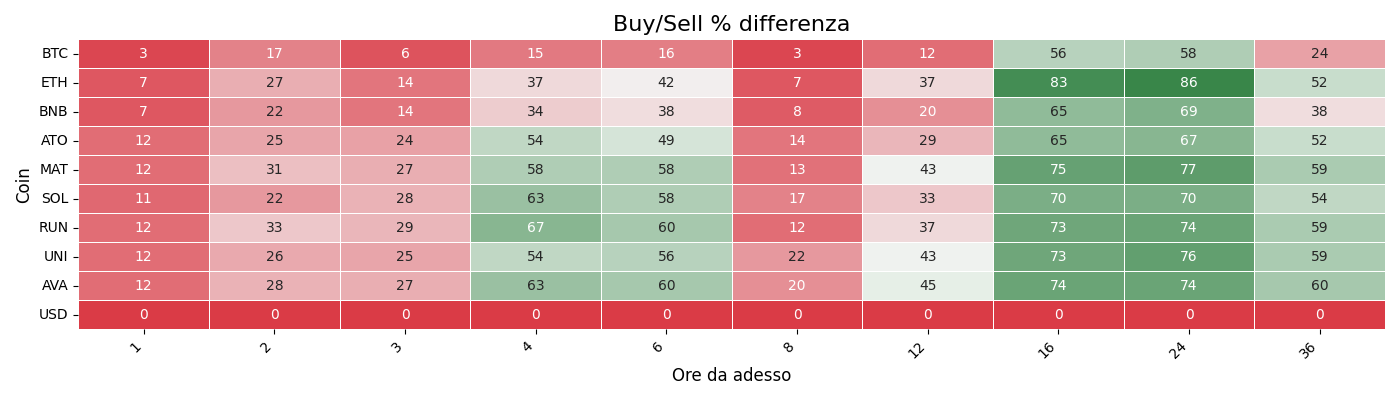 Buy/Sell % differenza
Coin
BTC 3 17 6 15 16 3 12 56 58 24
ETH 7 27 14 37 42 7 37 83 86 52
BNB 7 22 14 34 38 8 20 65 69 38
ATO 12 25 24 54 49 14 29 65 67 52
MAT 12 31 27 58 58 13 43 75 77 59
SOL 11 22 28 63 58 17 33 70 70 54
RUN 12 33 29 67 60 12 37 73 74 59
UNI 12 26 25 54 56 22 43 73 76 59
AVA 12 28 27 63 60 20 45 74 74 60
USD 0 0 0 0 0 0 0 0 0 0
1 2 3 4 6 8 12 16 24 36
Ore da adesso